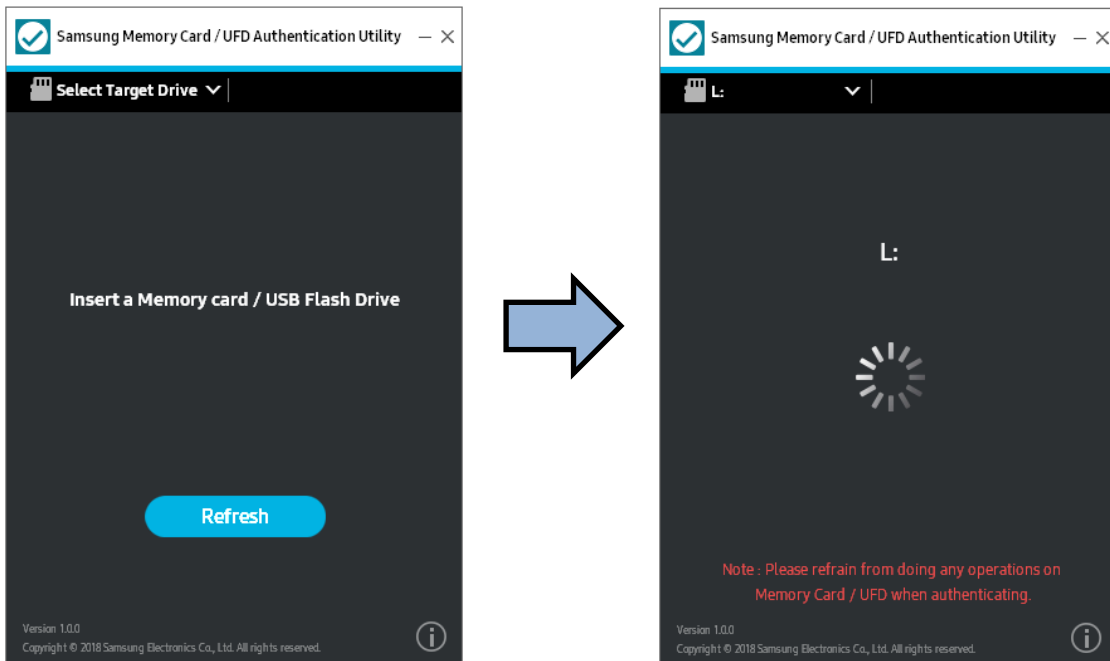 Samsung Memory Card / UFD Authentication Utility
Select Target Drive
Insert a Memory card / USB Flash Drive
Refresh
Version 1.0.0
Copyright © 2018 Samsung Electronics Co., Ltd. All rights reserved.
Samsung Memory Card / UFD Authentication Utility
L:
L:
Note : Please refrain from doing any operations on
Memory Card / UFD when authenticating.
Version 1.0.0
Copyright © 2018 Samsung Electronics Co., Ltd. All rights reserved.